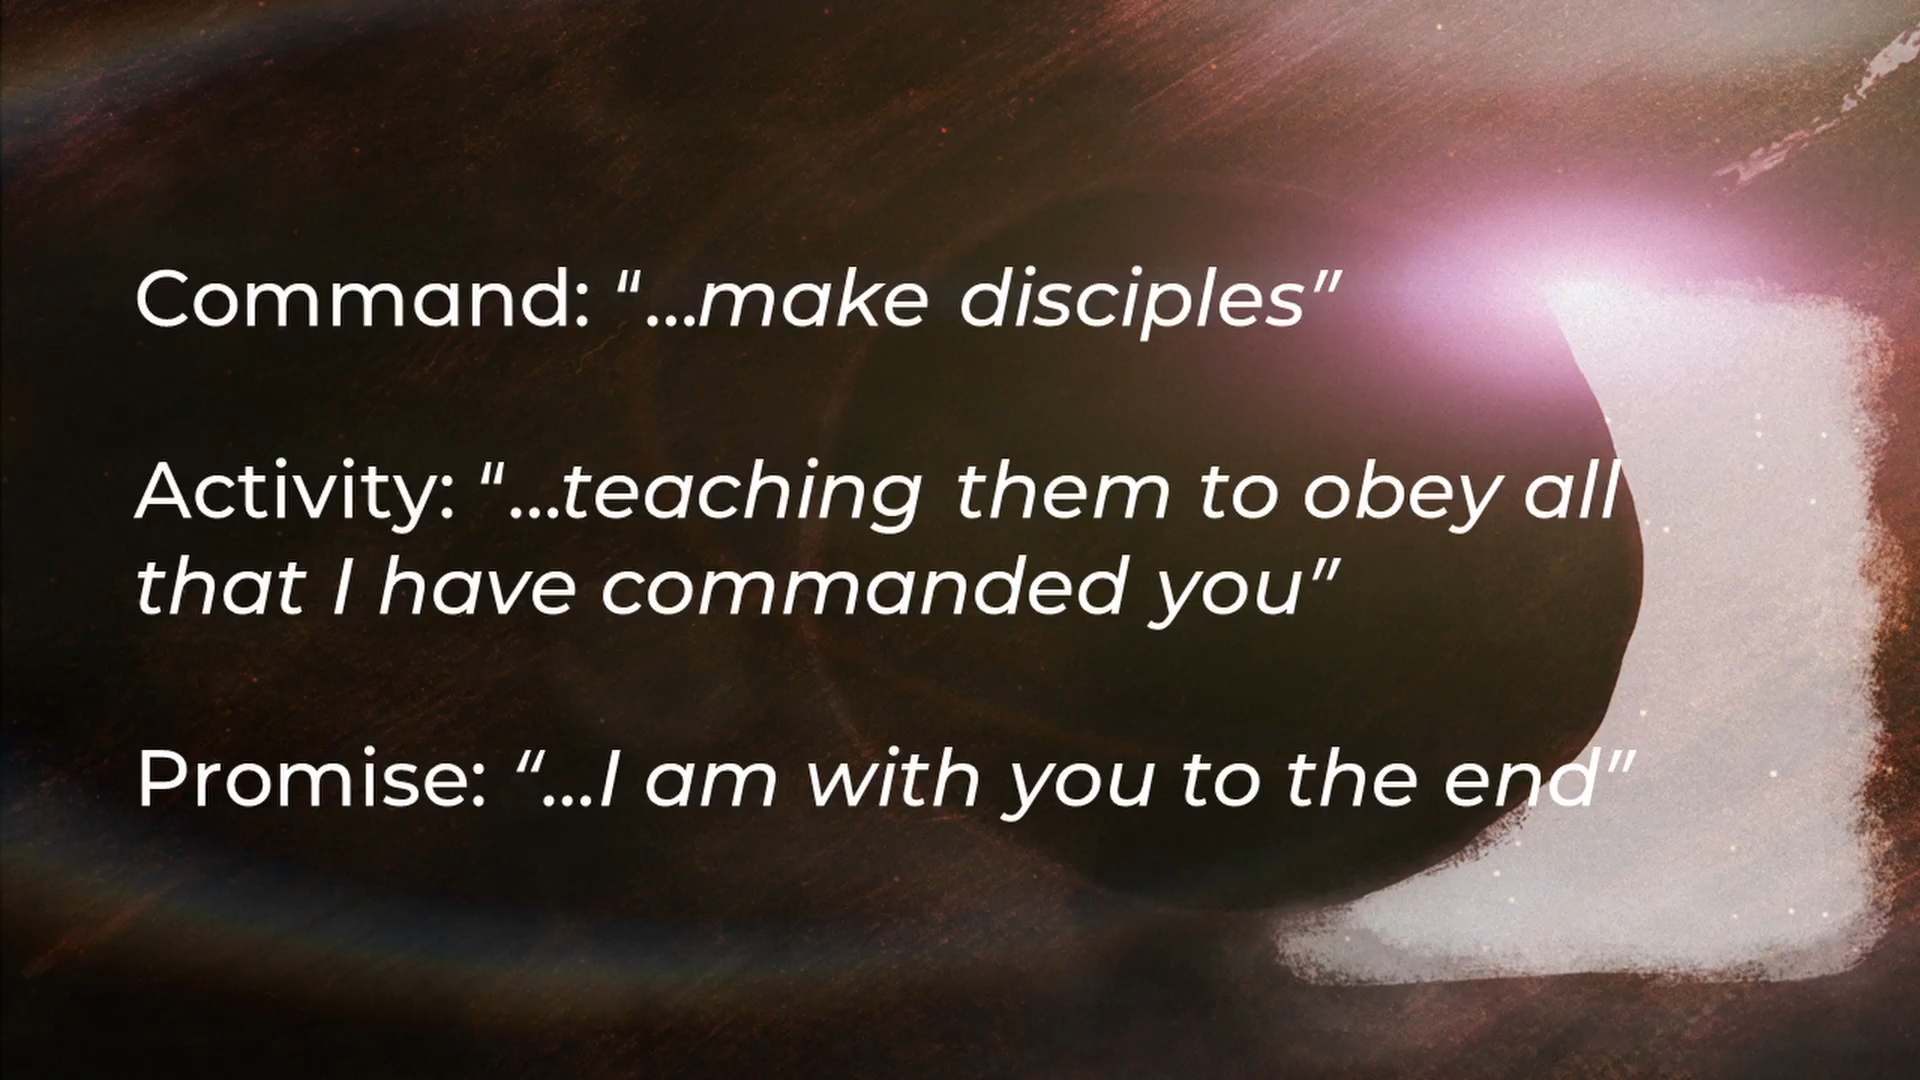 Command: “...make disciples”
Activity: “...teaching them to obey all
that I have commanded you”
Promise: “...I am with you to the end”